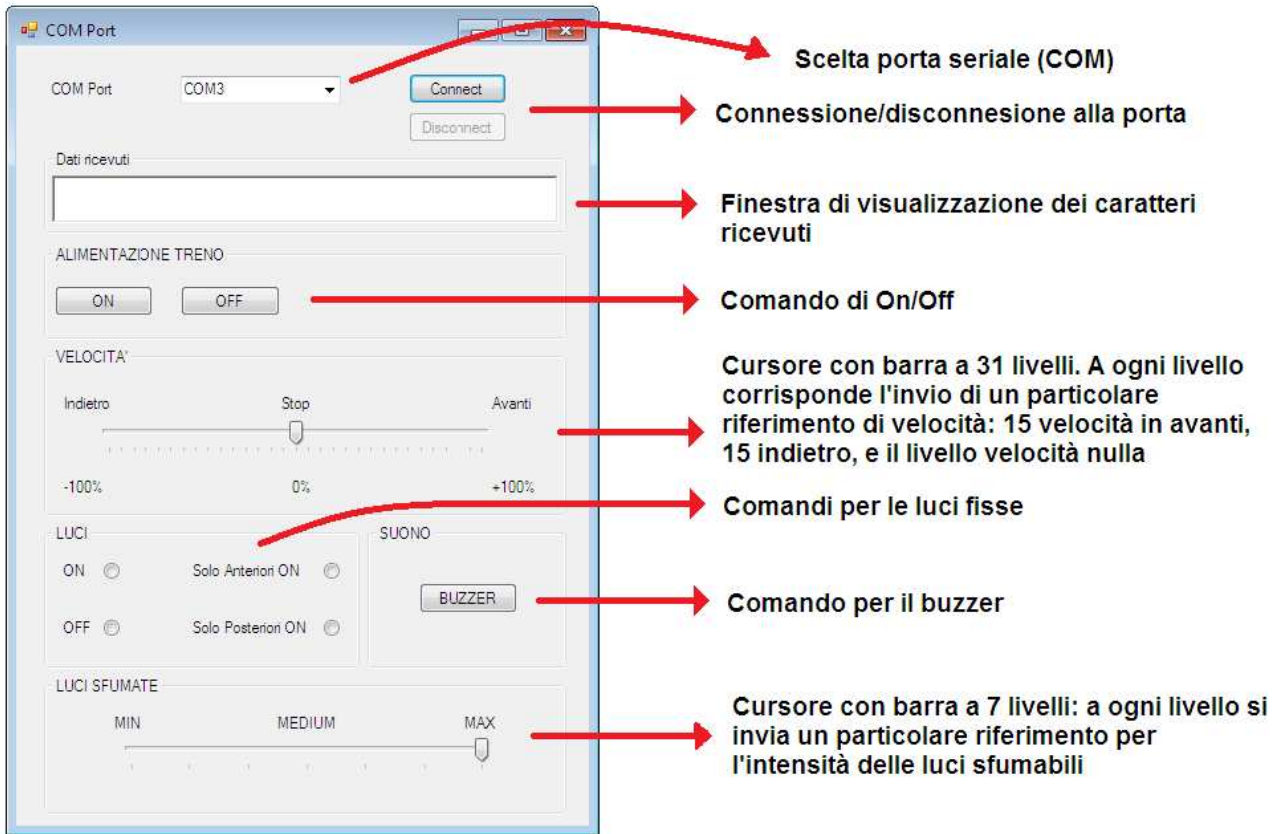 COM Port
Scelta porta seriale (COM)
COM Port
COM3
Connect
Connessione/disconnesione alla porta
Disconnect
Dati ricevuti
Finestra di visualizzazione dei caratteri
ricevuti
ALIMENTAZIONE TRENO
ON
OFF
Comando di On/Off
VELOCITA'
Indietro
Stop
Avanti
-100%
0%
+100%
Cursore con barra a 31 livelli. A ogni livello
corrisponde l'invio di un particolare
riferimento di velocità: 15 velocità in avanti,
15 indietro, e il livello velocità nulla
Comandi per le luci fisse
LUCI
ON
Solo Anteriori ON
OFF
Solo Posteriori ON
SUONO
BUZZER
Comando per il buzzer
LUCI SFUMATE
MIN
MEDIUM
MAX
Cursore con barra a 7 livelli: a ogni livello si
invia un particolare riferimento per
l'intensità delle luci sfumabili